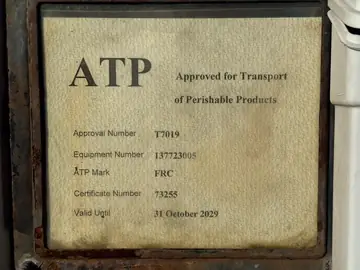 ATP Approved for Transport
of Perishable Products
Approval Number T7019
Equipment Number 137723005
ATP Mark FRC
Certificate Number 73255
Valid Until 31 October 2029